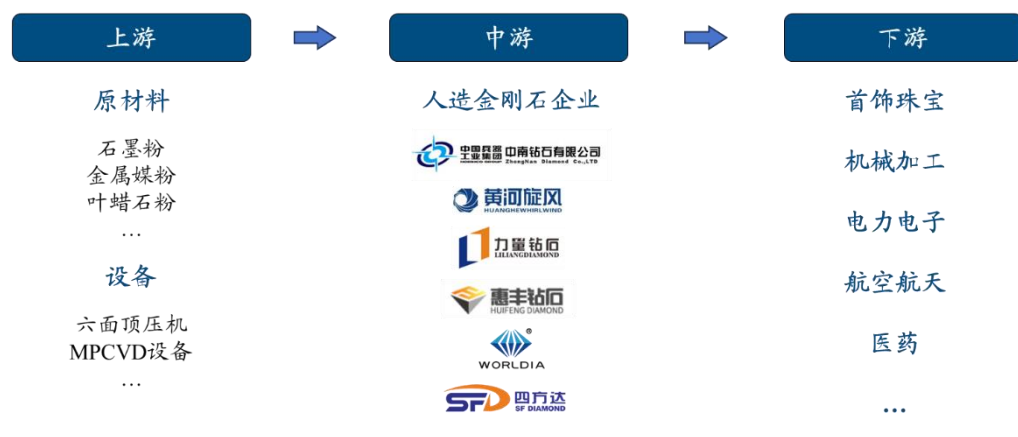 上游
中游
下游
原材料
石墨粉
金属媒粉
叶蜡石粉
…
设备
六面顶压机
MPCVD设备
…
人造金刚石企业
中国兵器
工业集团
中南钻石有限公司
ZhongNan Diamond Co.,LTD
黄河旋风
HUANGHEWHIRLWIND
力量钻石
LILIANGDIAMOND
惠丰钻石
HUIFENG DIAMOND
WORLDIA
SFD
四方达
SF DIAMOND
首饰珠宝
机械加工
电力电子
航空航天
医药
…